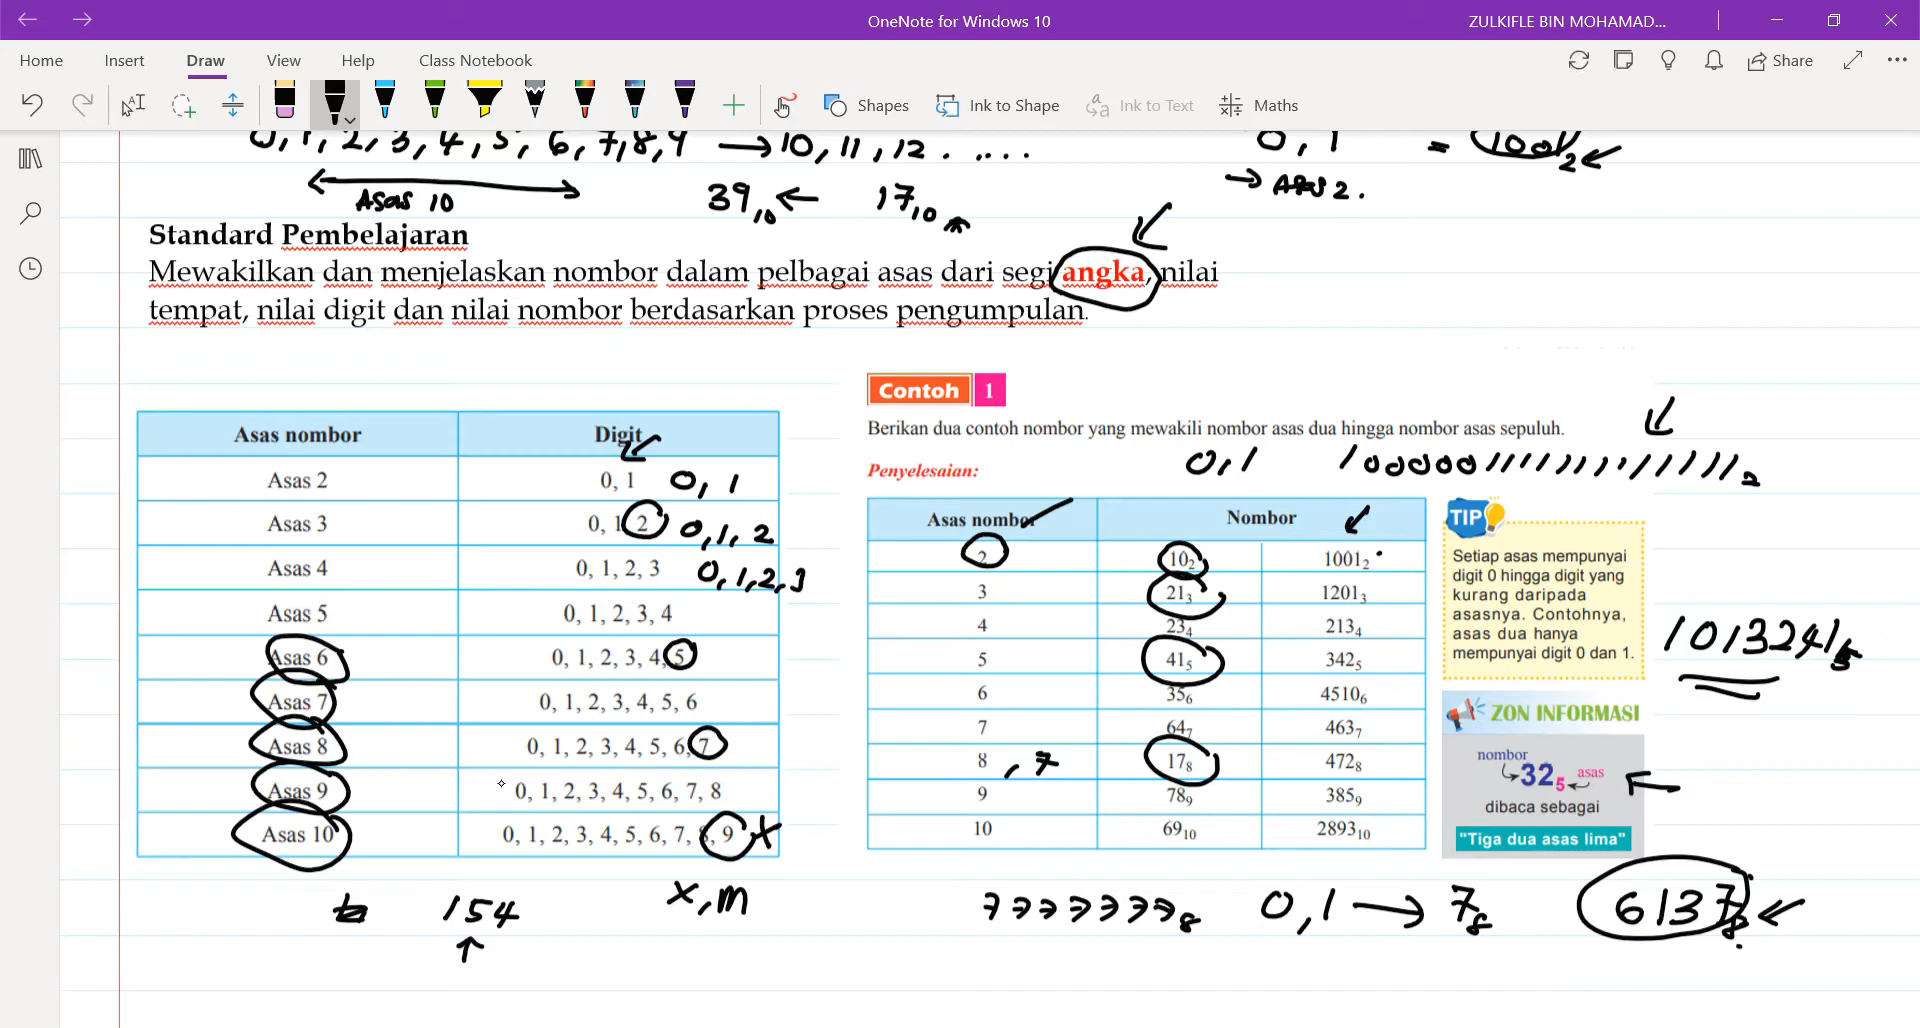 OneNote for Windows 10
ZULKIFLE BIN MOHAMAD...
Home Insert Draw View Help Class Notebook
Share
Shapes Ink to Shape Ink to Text Maths
0, 1, 2, 3, 4, 5, 6, 7, 8, 9 → 10, 11, 12 . ....
0, 1 = 1001₂ ←
← → Asas 10
39₁₀ ← 17₁₀
→ Asas 2.
Standard Pembelajaran
Mewakilkan dan menjelaskan nombor dalam pelbagai asas dari segi angka, nilai
tempat, nilai digit dan nilai nombor berdasarkan proses pengumpulan.
Contoh 1
Berikan dua contoh nombor yang mewakili nombor asas dua hingga nombor asas sepuluh.
Penyelesaian:
0, 1
Asas nombor Digit
Asas 2 0, 1 0, 1
Asas 3 0, 1, 2 0, 1, 2
Asas 4 0, 1, 2, 3 0, 1, 2, 3
Asas 5 0, 1, 2, 3, 4
Asas 6 0, 1, 2, 3, 4, 5
Asas 7 0, 1, 2, 3, 4, 5, 6
Asas 8 0, 1, 2, 3, 4, 5, 6, 7
Asas 9 0, 1, 2, 3, 4, 5, 6, 7, 8
Asas 10 0, 1, 2, 3, 4, 5, 6, 7, 8, 9 x
Asas nombor Nombor
2 10₂ 1001₂
3 21₃ 1201₃
4 23₄ 213₄
5 41₅ 342₅
6 35₆ 4510₆
7 64₇ 463₇
8 , 7 17₈ 472₈
9 78₉ 385₉
10 69₁₀ 2893₁₀
TIP
Setiap asas mempunyai
digit 0 hingga digit yang
kurang daripada
asasnya. Contohnya,
asas dua hanya
mempunyai digit 0 dan 1.
1013241₅
ZON INFORMASI
nombor
32₅ asas
dibaca sebagai
"Tiga dua asas lima"
154
x, m
7777777₈
0, 1 → 7₈
6137₈ ←